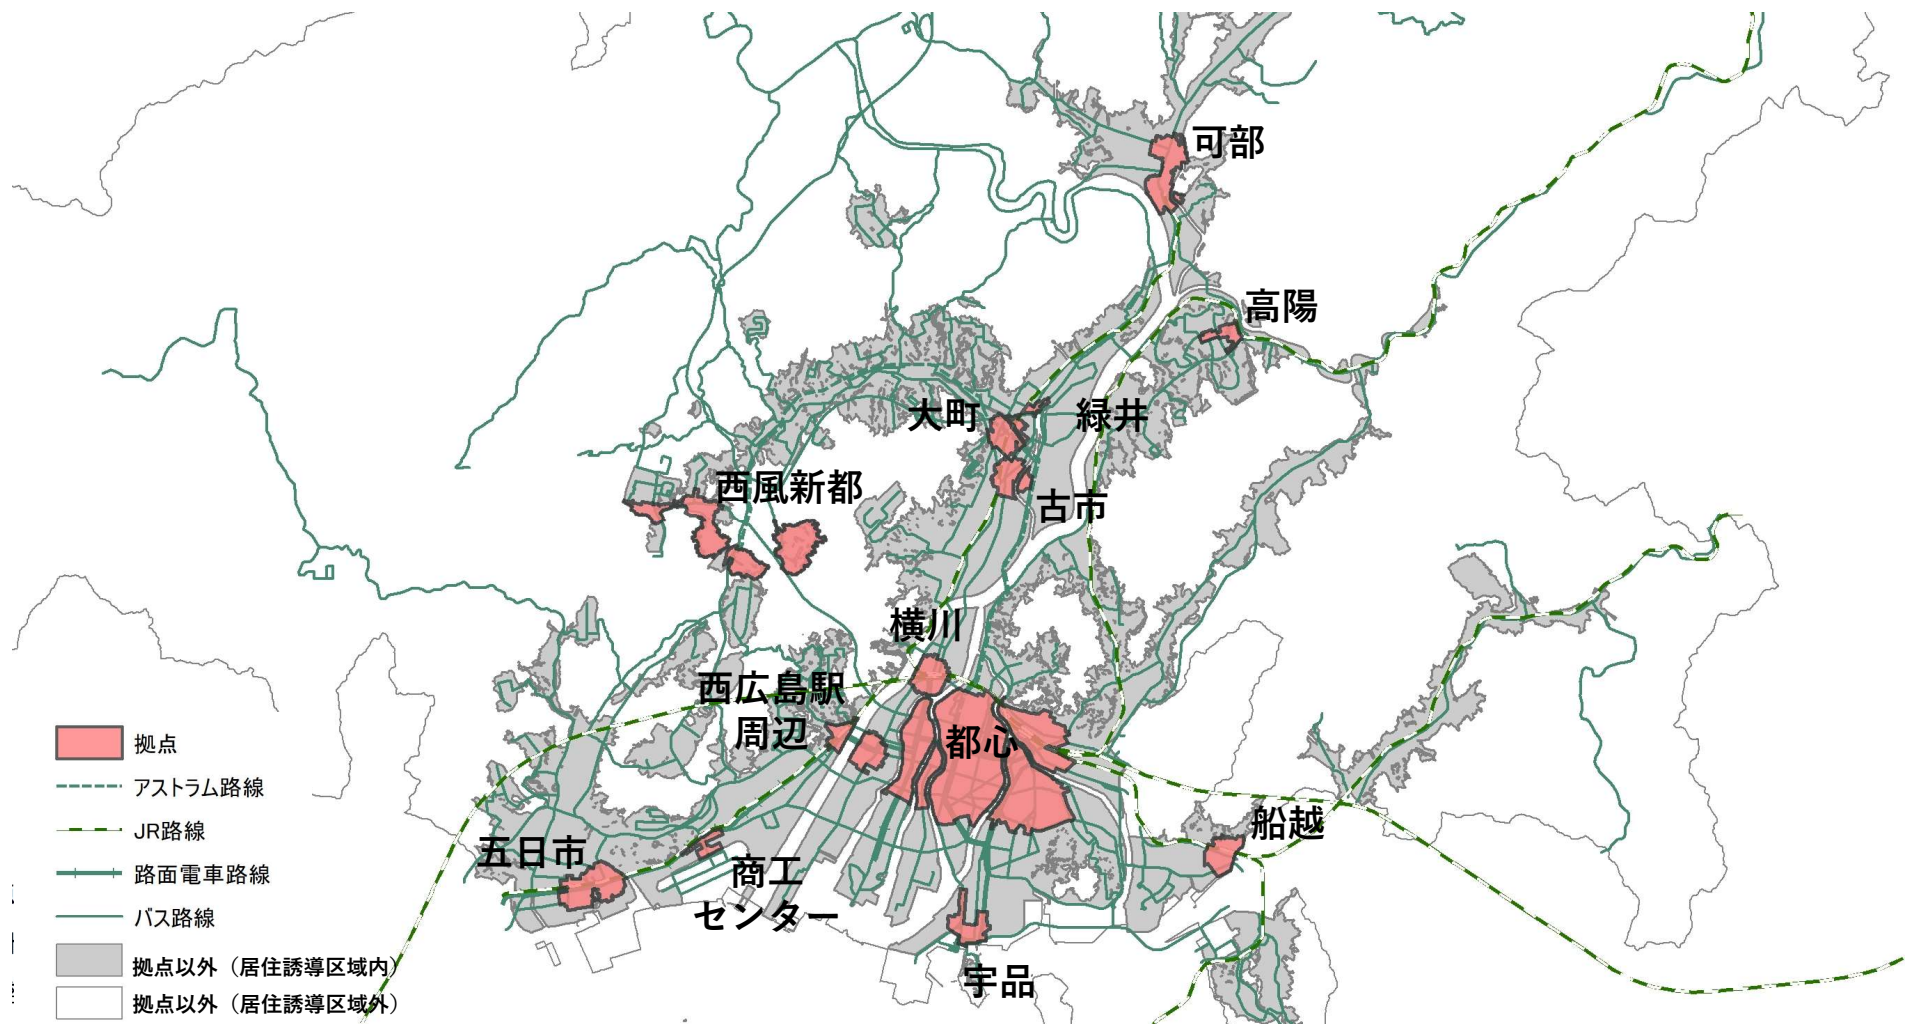 可部
高陽
大町
緑井
西風新都
古市
横川
西広島駅
周辺
都心
船越
五日市
商工
センター
宇品
拠点
アストラム路線
JR路線
路面電車路線
バス路線
拠点以外（居住誘導区域内）
拠点以外（居住誘導区域外）